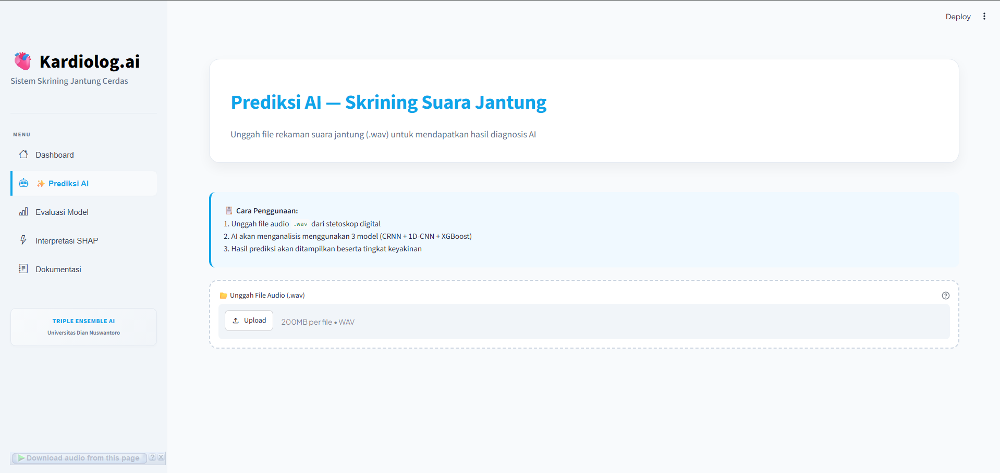 Deploy
Kardiolog.ai
Sistem Skrining Jantung Cerdas
MENU
Dashboard
Prediksi AI
Evaluasi Model
Interpretasi SHAP
Dokumentasi
TRIPLE ENSEMBLE AI
Universitas Dian Nuswantoro
Download audio from this page ? X
Prediksi AI — Skrining Suara Jantung
Unggah file rekaman suara jantung (.wav) untuk mendapatkan hasil diagnosis AI
Cara Penggunaan:
1. Unggah file audio .wav dari stetoskop digital
2. AI akan menganalisis menggunakan 3 model (CRNN + 1D-CNN + XGBoost)
3. Hasil prediksi akan ditampilkan beserta tingkat keyakinan
Unggah File Audio (.wav)
Upload 200MB per file • WAV